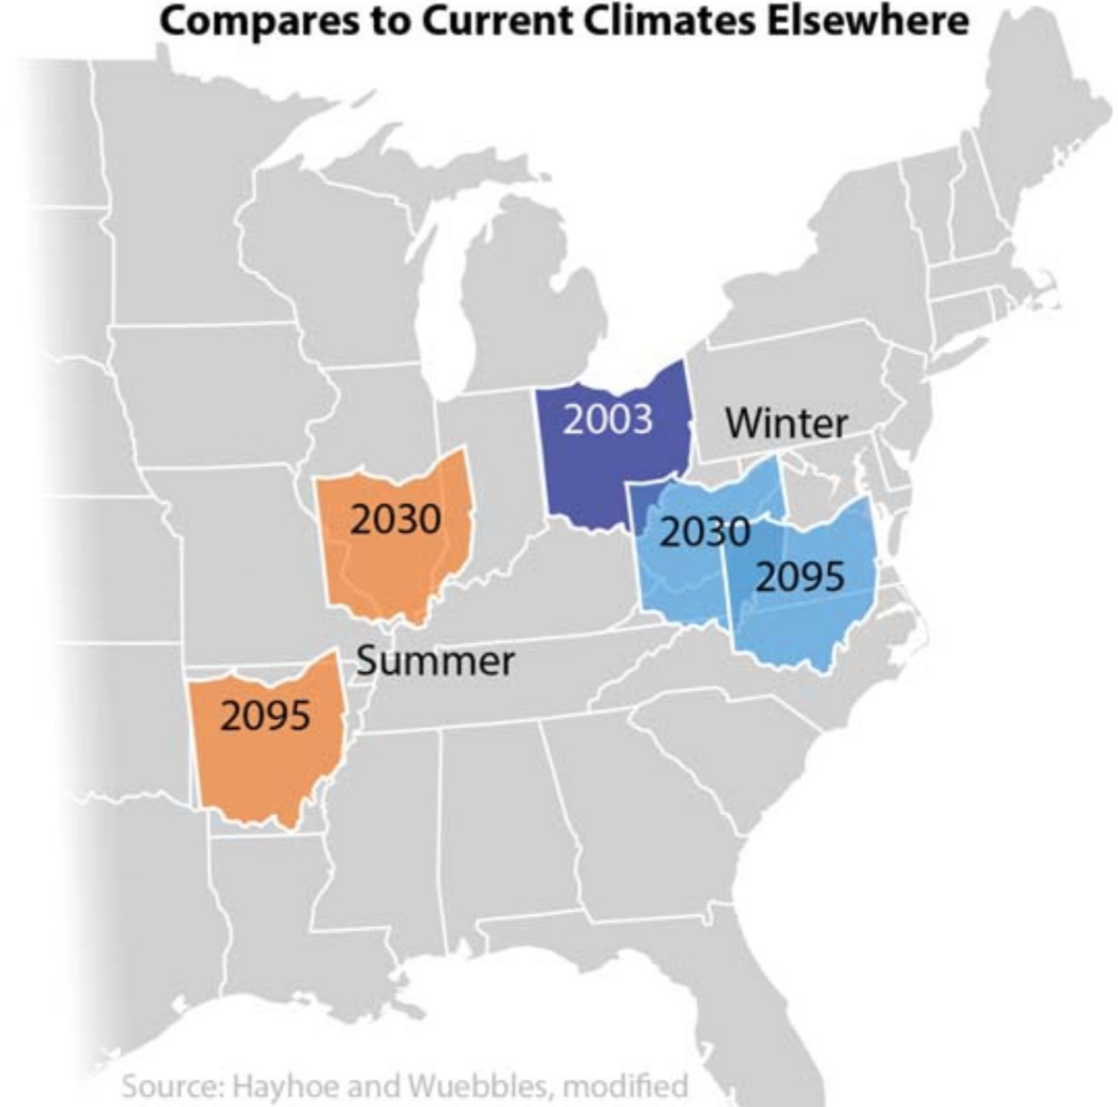 Compares to Current Climates Elsewhere
2003
Winter
2030
2030
2095
Summer
2095
Source: Hayhoe and Wuebbles, modified